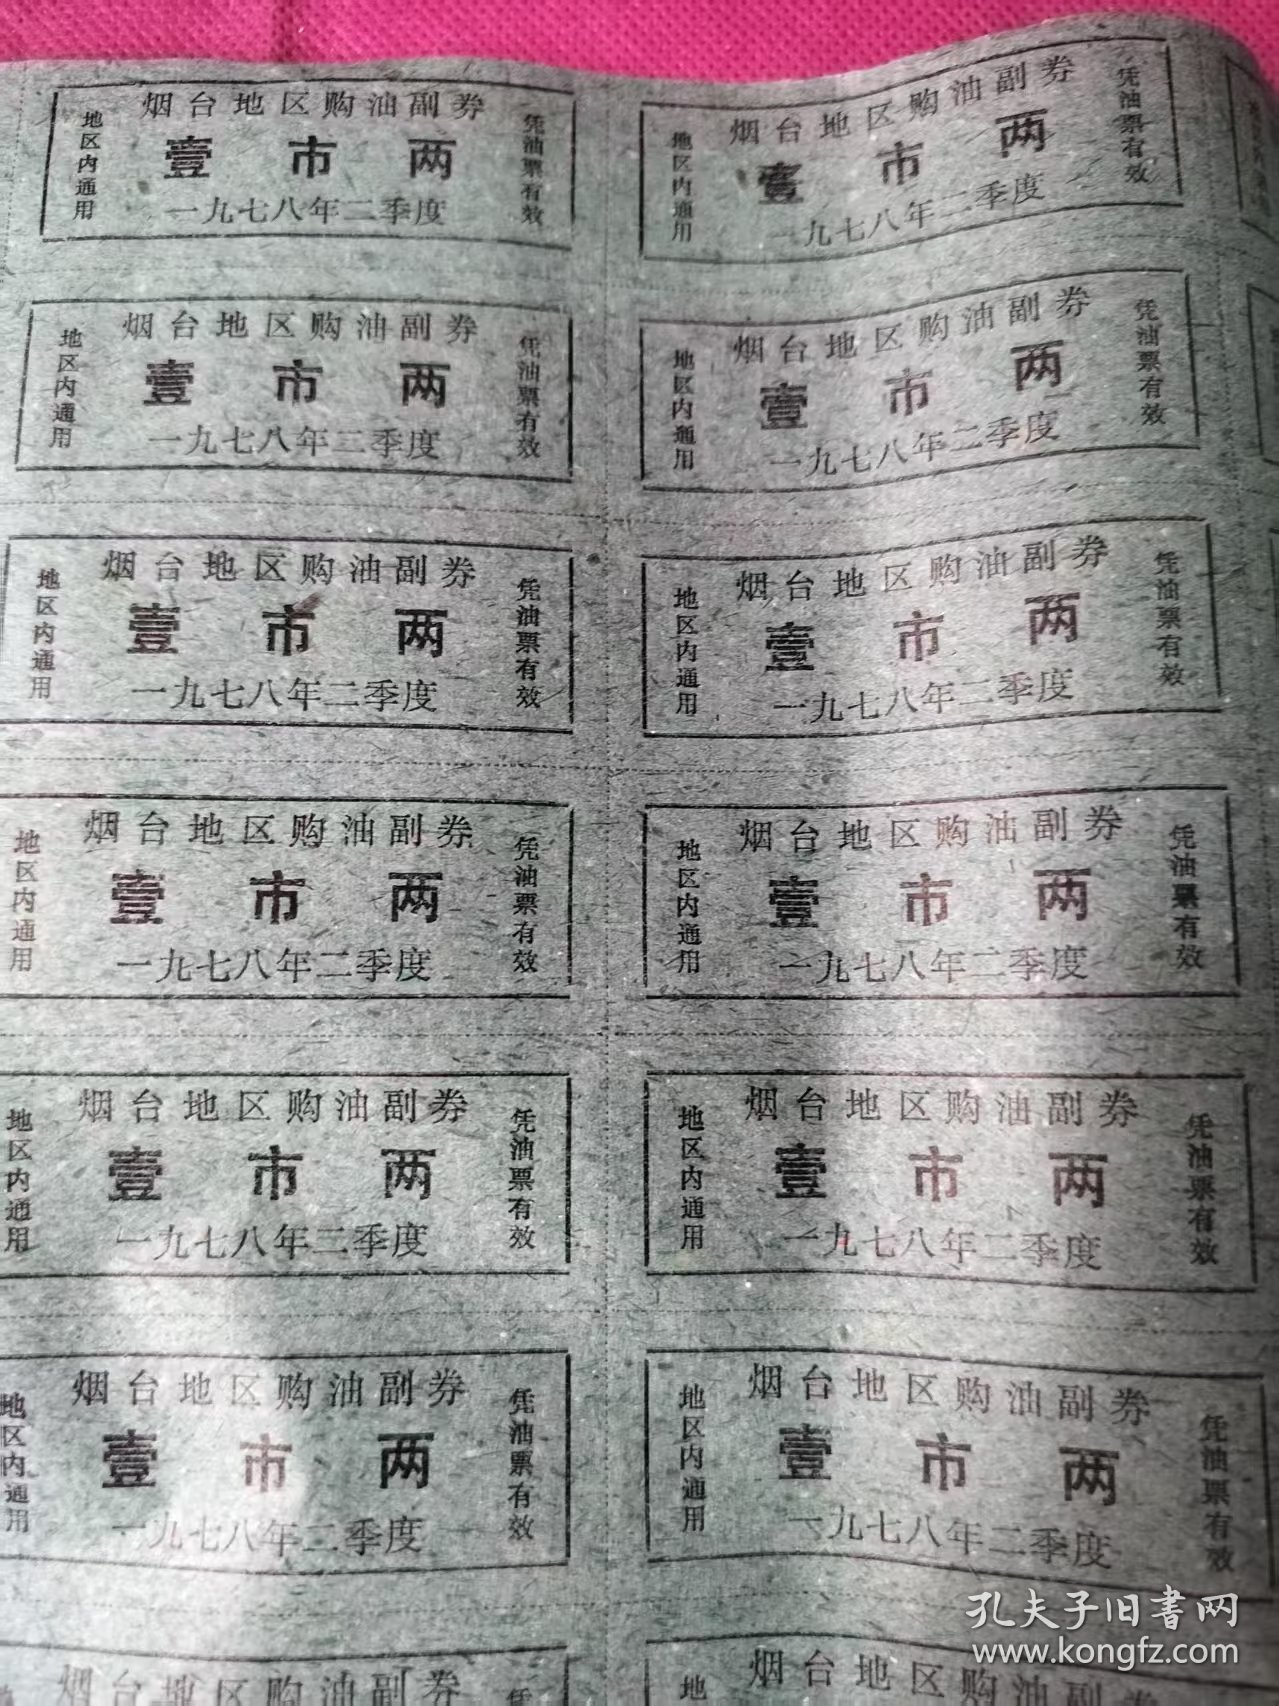 烟台地区购油副券
地区内通用
壹市两
凭油票有效
一九七八年二季度
烟台地区购油副券
地区内通用
壹市两
凭油票有效
一九七八年二季度
烟台地区购油副券
地区内通用
壹市两
凭油票有效
一九七八年二季度
烟台地区购油副券
地区内通用
壹市两
凭油票有效
一九七八年二季度
烟台地区购油副券
地区内通用
壹市两
凭油票有效
一九七八年二季度
烟台地区购油副券
地区内通用
壹市两
凭油票有效
一九七八年二季度
烟台地区购油副券
地区内通用
壹市两
凭油票有效
一九七八年二季度
烟台地区购油副券
地区内通用
壹市两
凭油票有效
一九七八年二季度
烟台地区购油副券
地区内通用
壹市两
凭油票有效
一九七八年二季度
烟台地区购油副券
地区内通用
壹市两
凭油票有效
一九七八年二季度
烟台地区购油副券
地区内通用
壹市两
凭油票有效
一九七八年二季度
烟台地区购油副券
地区内通用
壹市两
凭油票有效
一九七八年二季度
烟台地区购油副券
凭
烟台地区购油副
地
孔夫子旧书网
www.kongfz.com